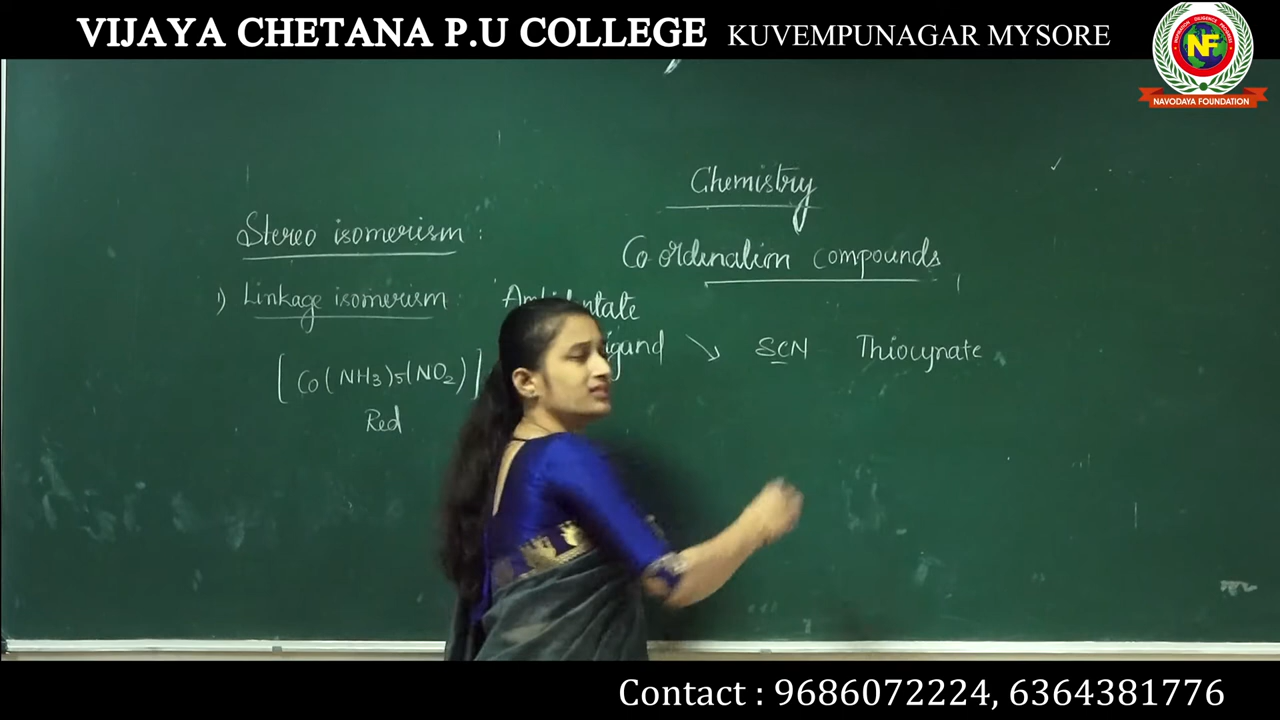 VIJAYA CHETANA P.U COLLEGE KUVEMPUNAGAR MYSORE
NF
NAVODAYA FOUNDATION
Chemistry
Stereo isomerism :
Co ordination compounds
1) Linkage isomerism :
[Co(NH3)5(NO2)]
Red
SCN Thiocynate
Contact : 9686072224, 6364381776